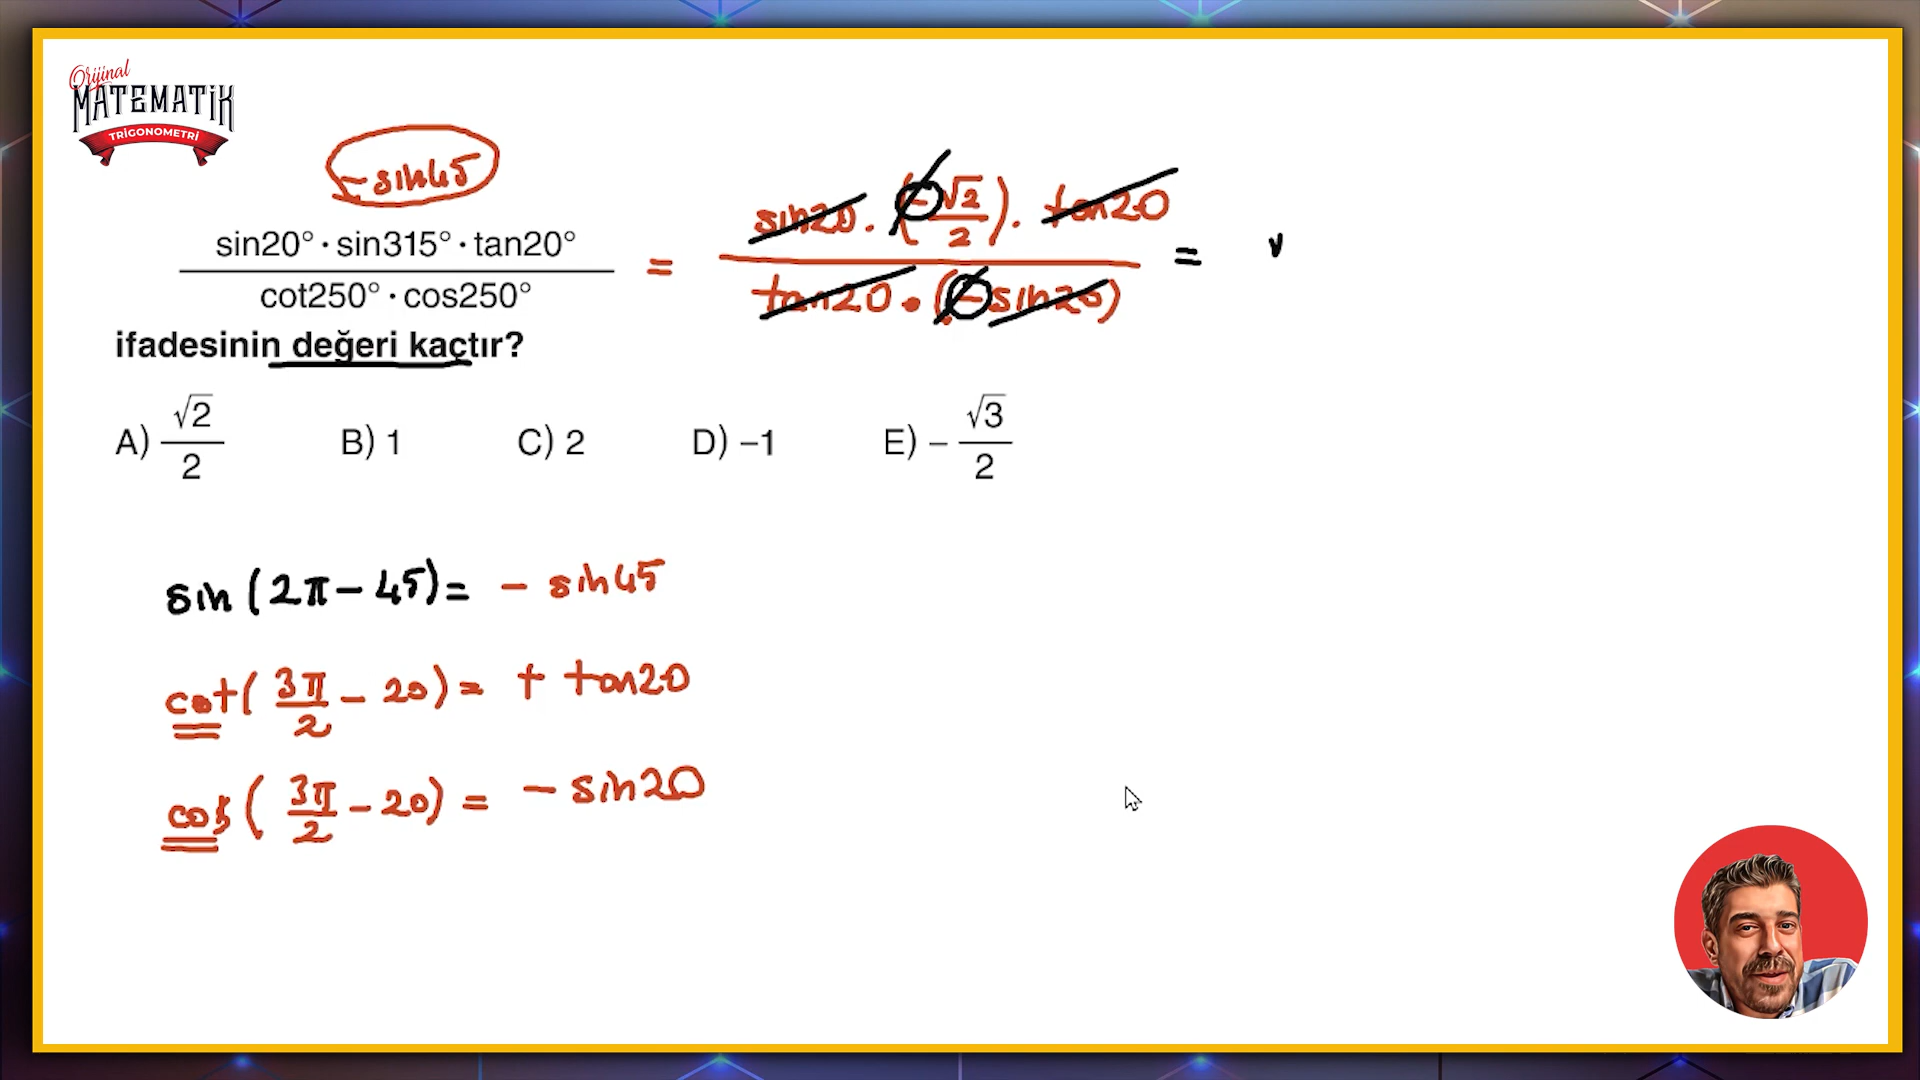 Orijinal
MATEMATİK
TRİGONOMETRİ
-sin45
sin20° · sin315° · tan20°
cot250° · cos250°
= sin20 . (-√2/2) . tan20
tan20 . (-sin20)
=
ifadesinin değeri kaçtır?
A) √2/2 B) 1 C) 2 D) –1 E) – √3/2
sin (2π - 45) = - sin45
cot( 3π/2 - 20) = + tan20
cos( 3π/2 - 20) = - sin20